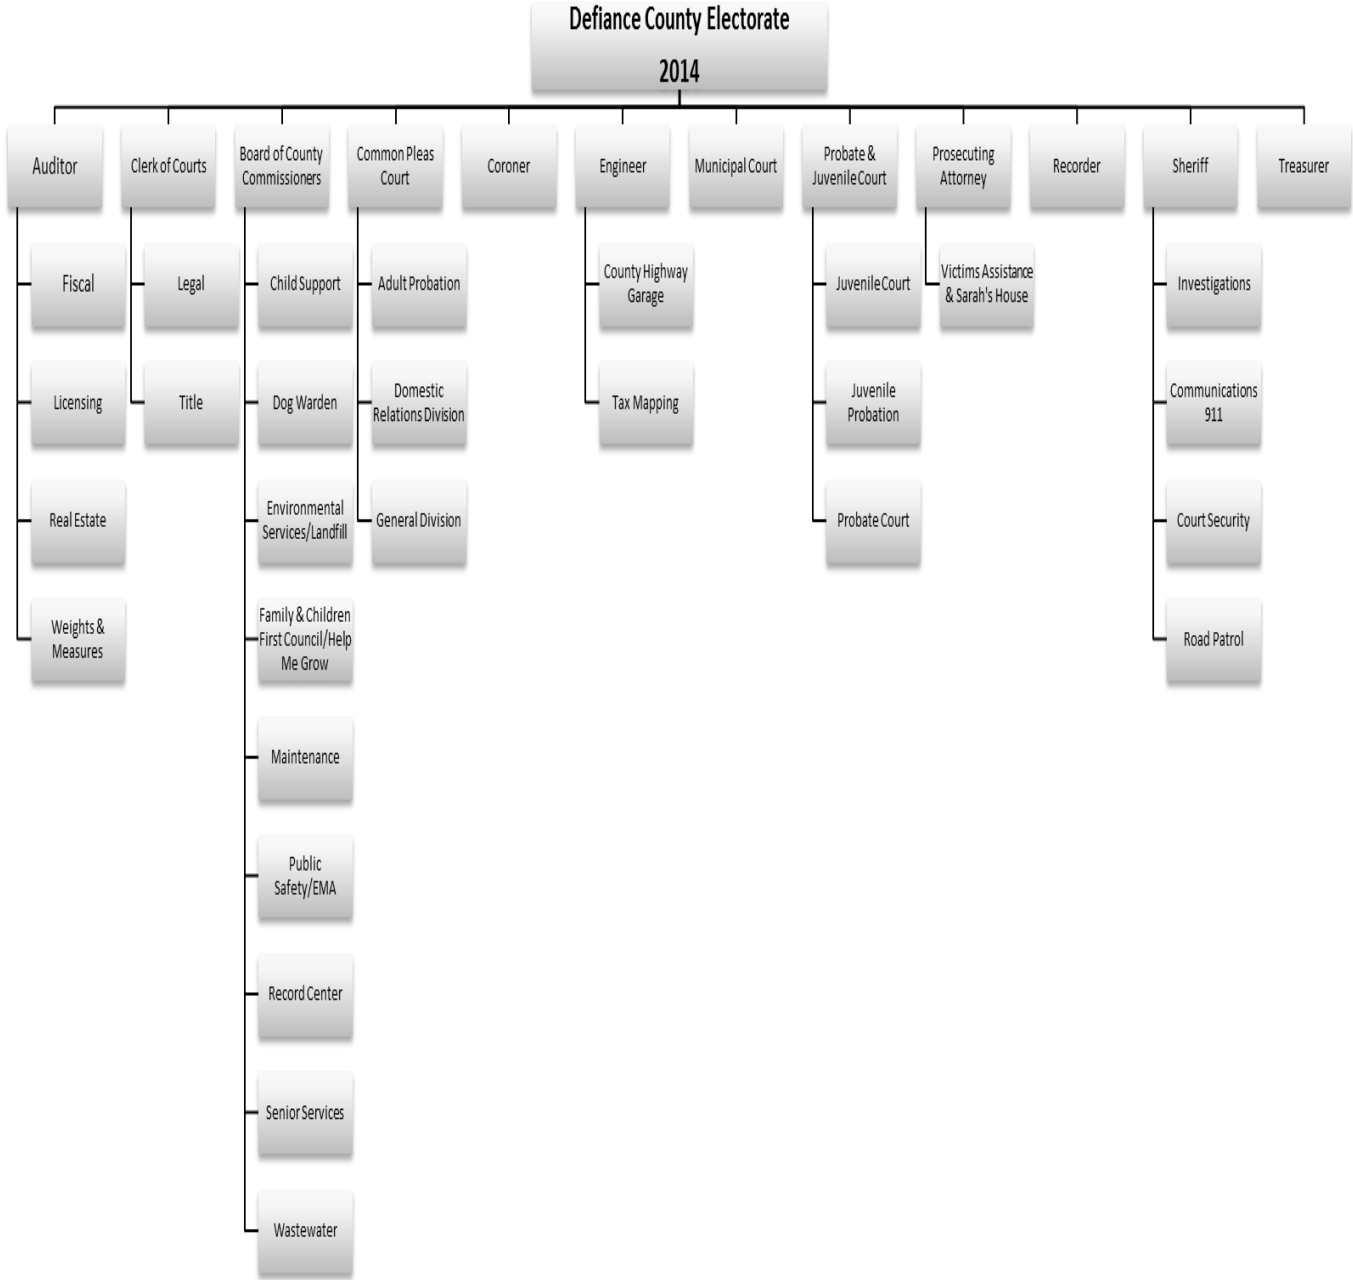 Defiance County Electorate
2014
Auditor
Clerk of Courts
Board of County
Commissioners
Common Pleas
Court
Coroner
Engineer
Municipal Court
Probate &
Juvenile Court
Prosecuting
Attorney
Recorder
Sheriff
Treasurer
Fiscal
Licensing
Real Estate
Weights &
Measures
Legal
Title
Child Support
Dog Warden
Environmental
Services/Landfill
Family & Children
First Council/Help
Me Grow
Maintenance
Public
Safety/EMA
Record Center
Senior Services
Wastewater
Adult Probation
Domestic
Relations Division
General Division
County Highway
Garage
Tax Mapping
Juvenile Court
Juvenile
Probation
Probate Court
Victims Assistance
& Sarah's House
Investigations
Communications
911
Court Security
Road Patrol